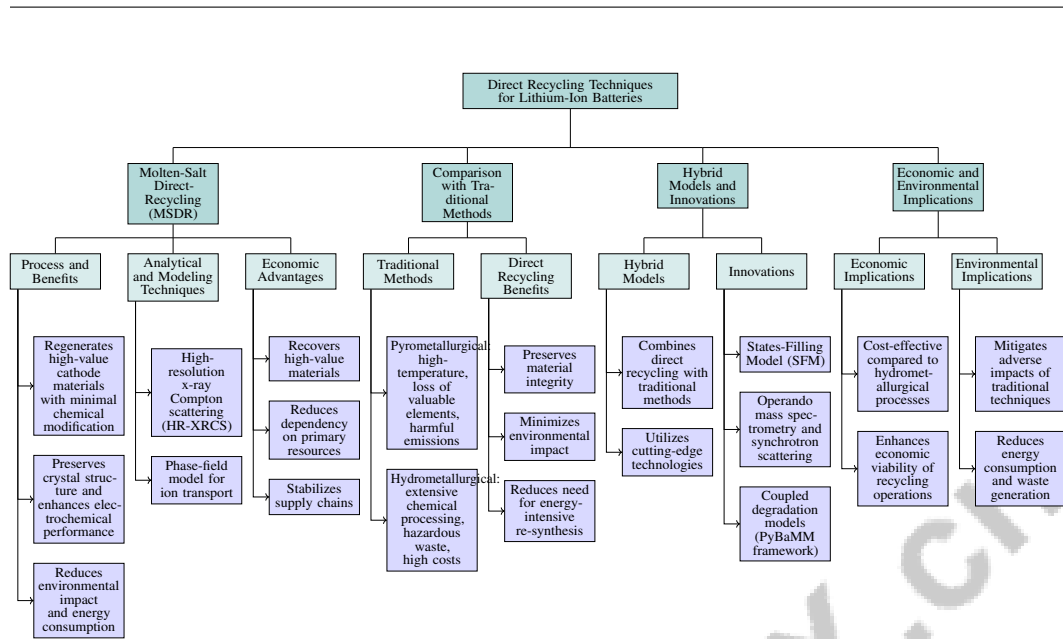 Direct Recycling Techniques
for Lithium-Ion Batteries
Molten-Salt
Direct-
Recycling
(MSDR)
Comparison
with Tra-
ditional
Methods
Hybrid
Models and
Innovations
Economic and
Environmental
Implications
Process and
Benefits
Analytical
and Modeling
Techniques
Economic
Advantages
Traditional
Methods
Direct
Recycling
Benefits
Hybrid
Models
Innovations
Economic
Implications
Environmental
Implications
Regenerates
high-value
cathode
materials
with minimal
chemical
modification
Preserves
crystal struc-
ture and
enhances elec-
trochemical
performance
Reduces
environmental
impact
and energy
consumption
High-
resolution
x-ray
Compton
scattering
(HR-XRCS)
Phase-field
model for
ion transport
Recovers
high-value
materials
Reduces
dependency
on primary
resources
Stabilizes
supply chains
Pyrometallurgical:
high-
temperature,
loss of
valuable
elements,
harmful
emissions
Hydrometallurgical:
extensive
chemical
processing,
hazardous
waste,
high costs
Preserves
material
integrity
Minimizes
environmental
impact
Reduces need
for energy-
intensive
re-synthesis
Combines
direct
recycling with
traditional
methods
Utilizes
cutting-edge
technologies
States-Filling
Model (SFM)
Operando
mass spec-
trometry and
synchrotron
scattering
Coupled
degradation
models
(PyBaMM
framework)
Cost-effective
compared to
hydromet-
allurgical
processes
Enhances
economic
viability of
recycling
operations
Mitigates
adverse
impacts of
traditional
techniques
Reduces
energy
consumption
and waste
generation